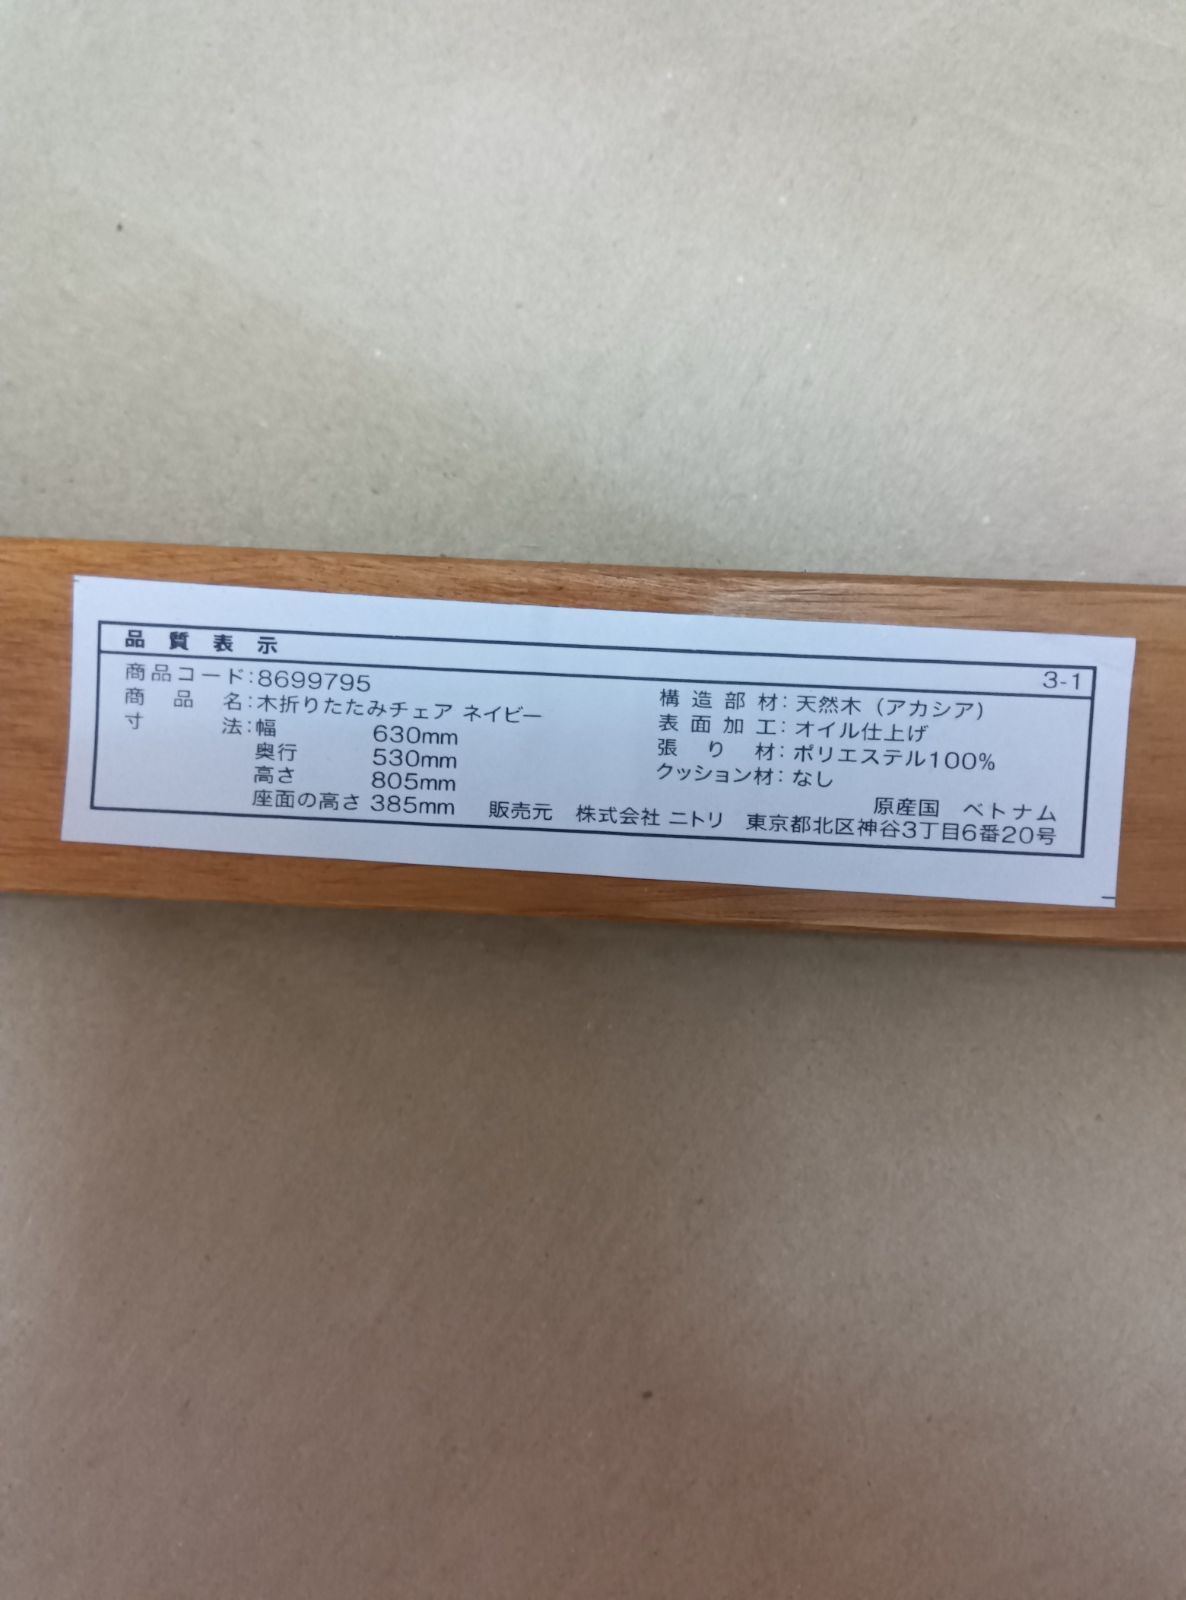 品質表示
3-1
商品コード:8699795
商品名:木折りたたみチェア ネイビー
寸法:幅 630mm
奥行 530mm
高さ 805mm
座面の高さ 385mm
構造部材:天然木（アカシア）
表面加工:オイル仕上げ
張り材:ポリエステル100%
クッション材:なし
原産国 ベトナム
販売元 株式会社 ニトリ 東京都北区神谷3丁目6番20号